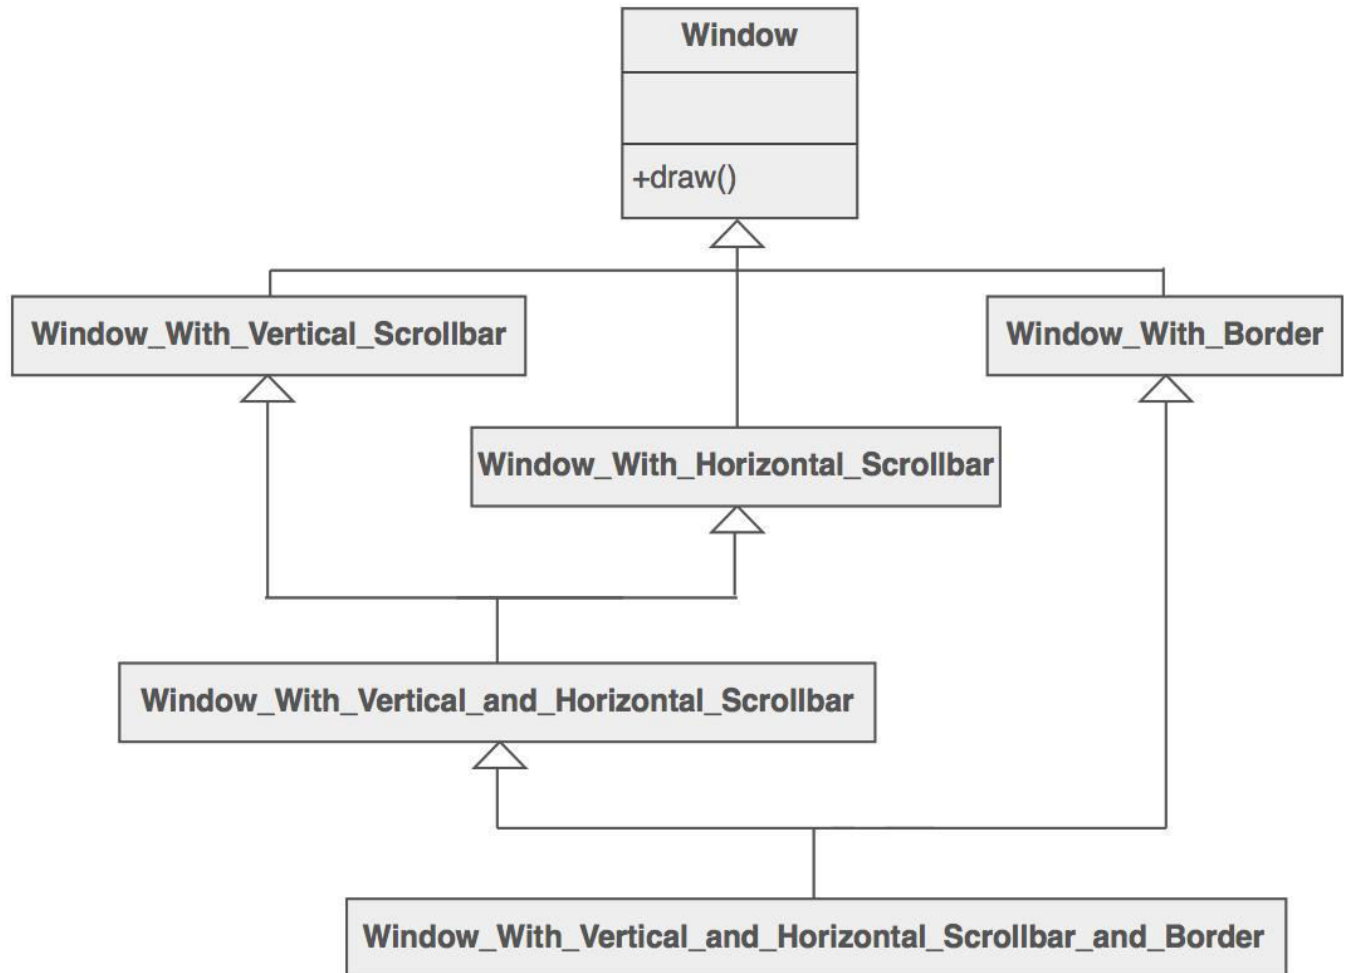 Window
+draw()
Window_With_Vertical_Scrollbar
Window_With_Border
Window_With_Horizontal_Scrollbar
Window_With_Vertical_and_Horizontal_Scrollbar
Window_With_Vertical_and_Horizontal_Scrollbar_and_Border